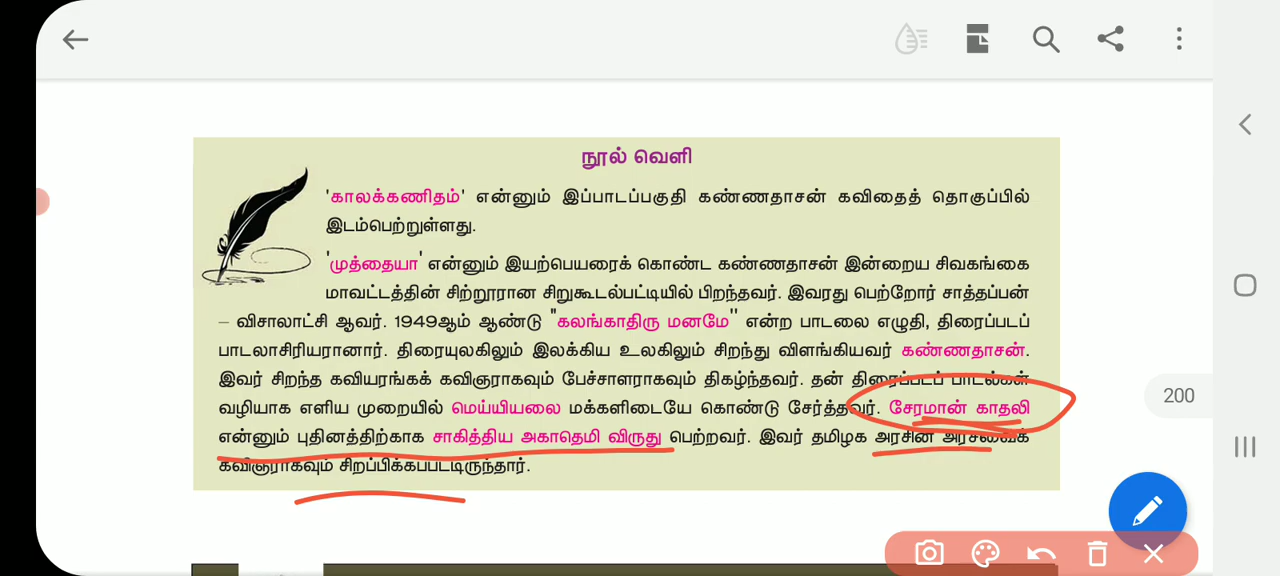 நூல் வெளி
'காலக்கணிதம்' என்னும் இப்பாடப்பகுதி கண்ணதாசன் கவிதைத் தொகுப்பில்
இடம்பெற்றுள்ளது.
'முத்தையா' என்னும் இயற்பெயரைக் கொண்ட கண்ணதாசன் இன்றைய சிவகங்கை
மாவட்டத்தின் சிற்றூரான சிறுகூடல்பட்டியில் பிறந்தவர். இவரது பெற்றோர் சாத்தப்பன்
– விசாலாட்சி ஆவர். 1949ஆம் ஆண்டு "கலங்காதிரு மனமே" என்ற பாடலை எழுதி, திரைப்படப்
பாடலாசிரியரானார். திரையுலகிலும் இலக்கிய உலகிலும் சிறந்து விளங்கியவர் கண்ணதாசன்.
இவர் சிறந்த கவியரங்கக் கவிஞராகவும் பேச்சாளராகவும் திகழ்ந்தவர். தன் திரைப்படப் பாடல்கள்
வழியாக எளிய முறையில் மெய்யியலை மக்களிடையே கொண்டு சேர்த்தவர். சேரமான் காதலி
என்னும் புதினத்திற்காக சாகித்திய அகாதெமி விருது பெற்றவர். இவர் தமிழக அரசின் அரசவைக்
கவிஞராகவும் சிறப்பிக்கப்பட்டிருந்தார்.
200